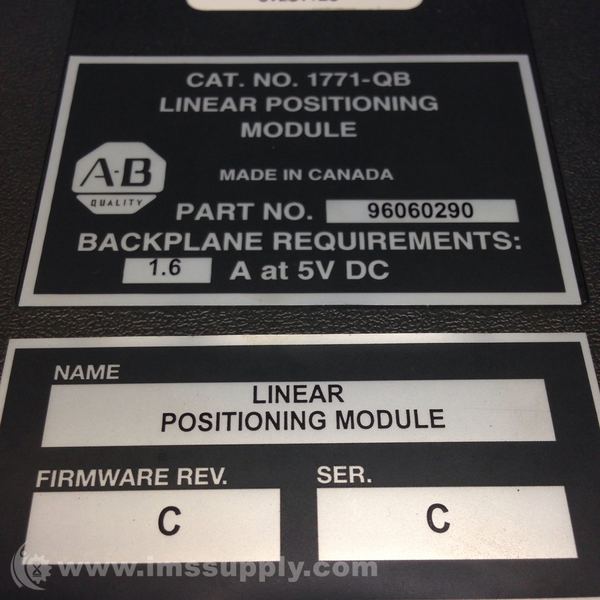 CAT. NO. 1771-QB
LINEAR POSITIONING
MODULE
A-B
QUALITY
MADE IN CANADA
PART NO. 96060290
BACKPLANE REQUIREMENTS:
1.6 A at 5V DC
NAME
LINEAR
POSITIONING MODULE
FIRMWARE REV. SER.
C C
www.imssupply.com